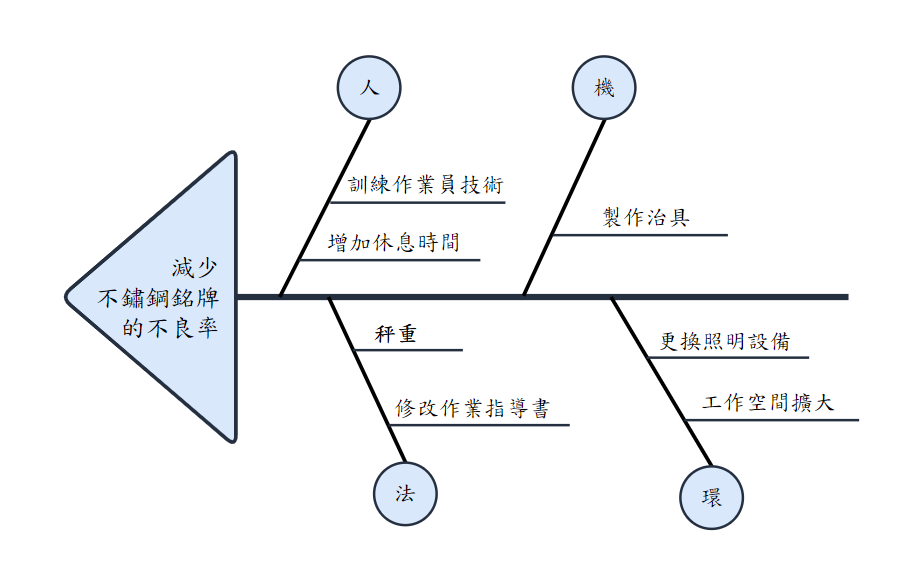 人
機
訓練作業員技術
增加休息時間
製作治具
減少
不鏽鋼銘牌
的不良率
秤重
修改作業指導書
更換照明設備
工作空間擴大
法
環